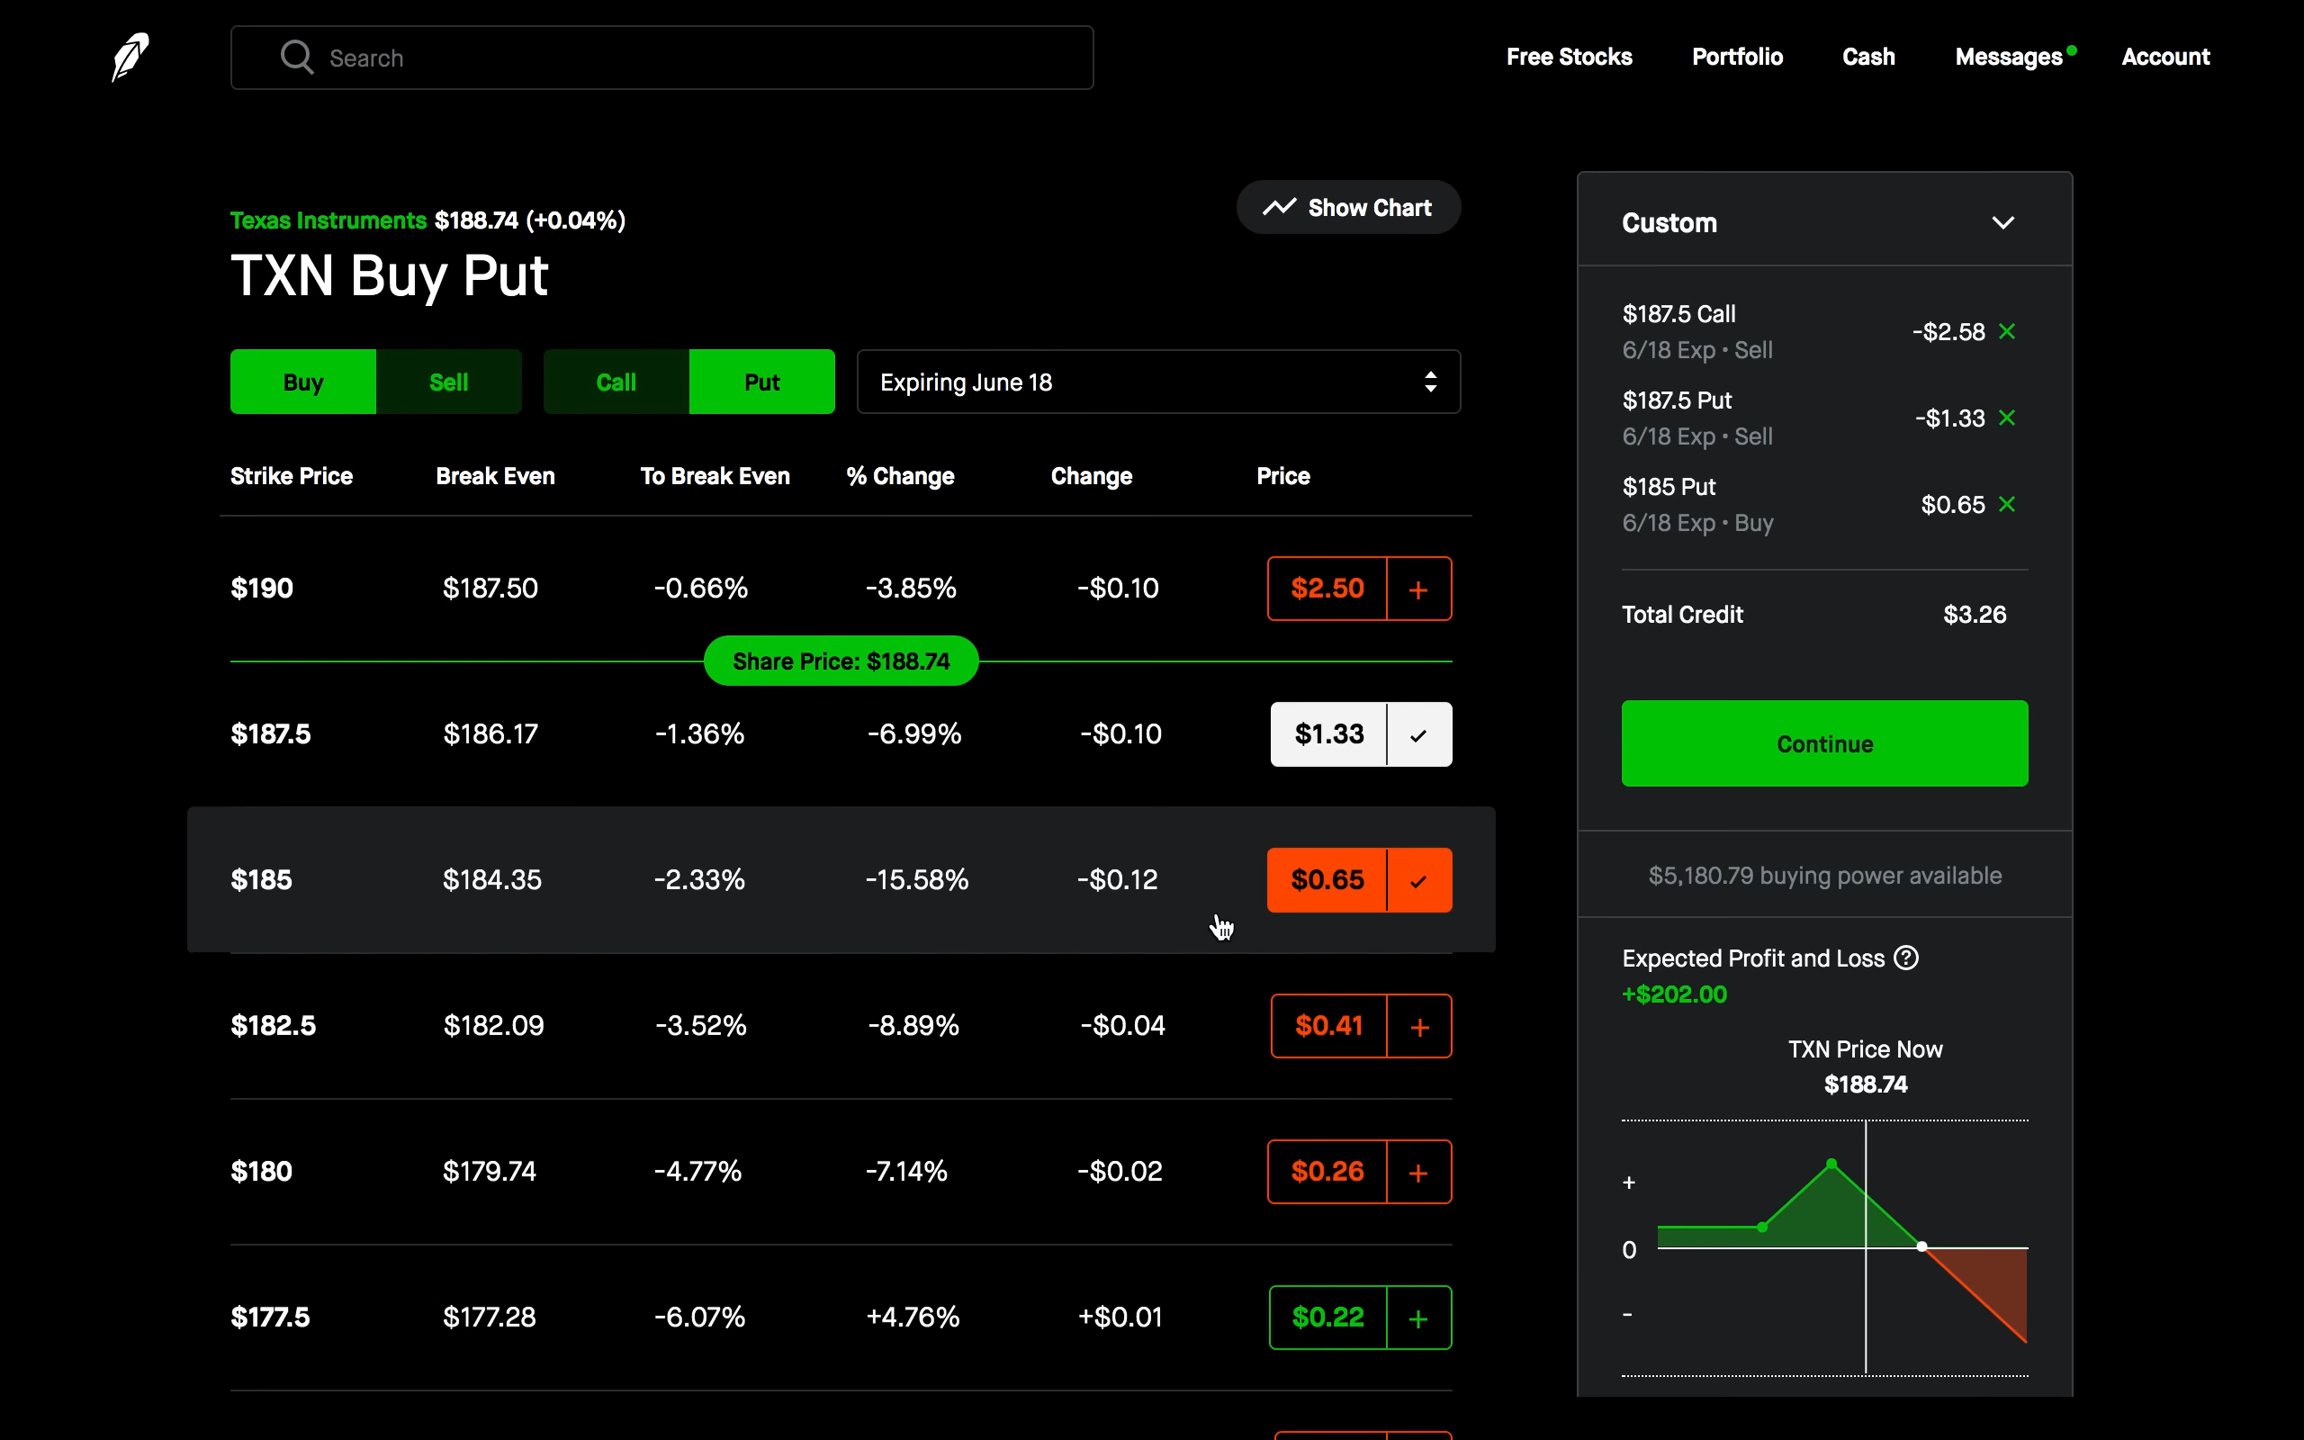 Search
Free Stocks
Portfolio
Cash
Messages
Account
Texas Instruments $188.74 (+0.04%)
TXN Buy Put
Show Chart
Buy
Sell
Call
Put
Expiring June 18
Strike Price Break Even To Break Even % Change Change Price
$190 $187.50 -0.66% -3.85% -$0.10 $2.50 +
Share Price: $188.74
$187.5 $186.17 -1.36% -6.99% -$0.10 $1.33
$185 $184.35 -2.33% -15.58% -$0.12 $0.65
$182.5 $182.09 -3.52% -8.89% -$0.04 $0.41 +
$180 $179.74 -4.77% -7.14% -$0.02 $0.26 +
$177.5 $177.28 -6.07% +4.76% +$0.01 $0.22 +
Custom
$187.5 Call
6/18 Exp • Sell
-$2.58
$187.5 Put
6/18 Exp • Sell
-$1.33
$185 Put
6/18 Exp • Buy
$0.65
Total Credit $3.26
Continue
$5,180.79 buying power available
Expected Profit and Loss ?
+$202.00
TXN Price Now
$188.74
+
0
-